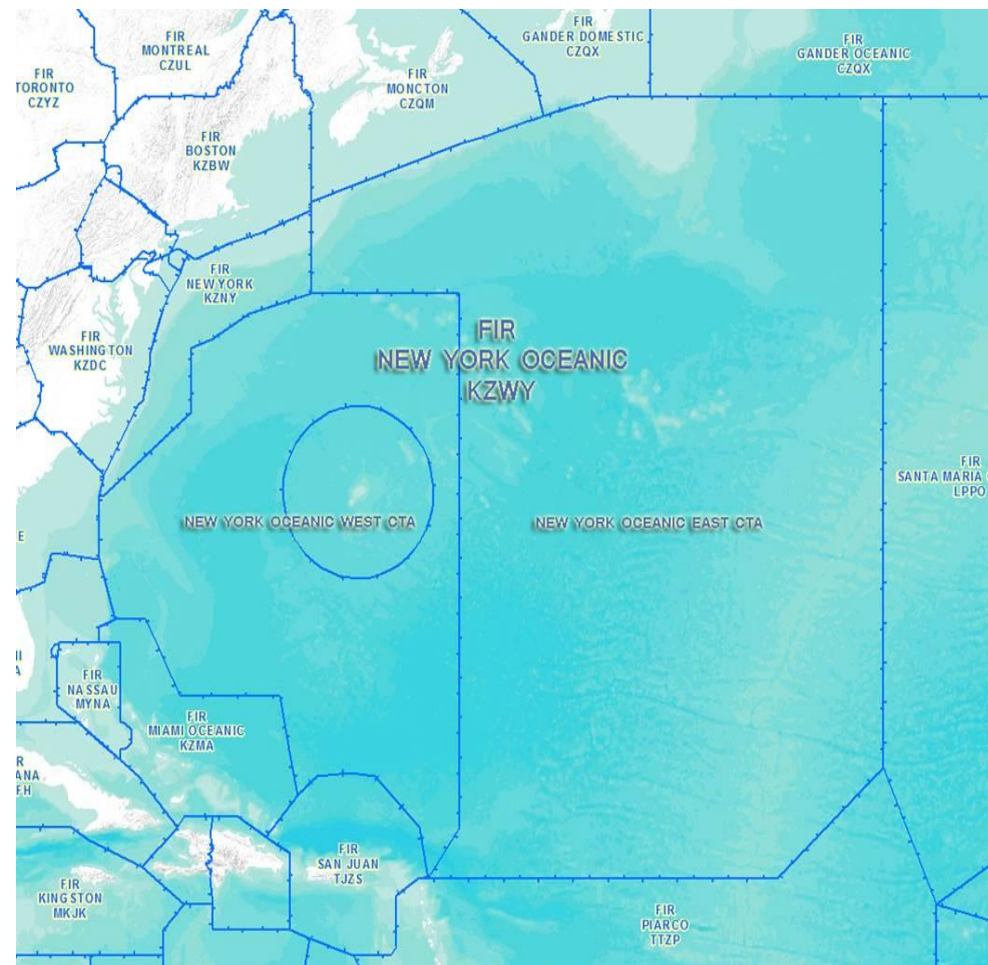 FIR
MONTREAL
CZUL
FIR
GANDER DOMESTIC
CZQX
FIR
GANDER OCEANIC
CZQX
FIR
TORONTO
CZYZ
FIR
MONCTON
CZQM
FIR
BOSTON
KZBW
FIR
NEW YORK
KZNY
FIR
WASHINGTON
KZDC
FIR
NEW YORK OCEANIC
KZWY
FIR
SANTA MARIA
LPPO
NEW YORK OCEANIC WEST CTA
NEW YORK OCEANIC EAST CTA
E
NI
A
FIR
NASSAU
MYNA
FIR
MIAMI OCEANIC
KZMA
R
ANA
FH
FIR
SAN JUAN
TJZS
FIR
KINGSTON
MKJK
FIR
PIARCO
TTZP